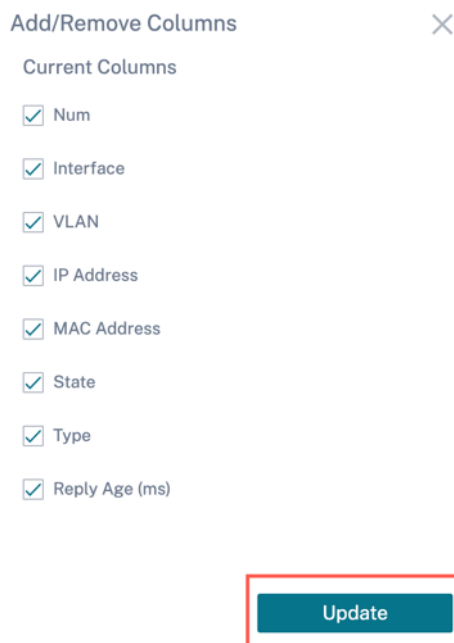 Add/Remove Columns
Current Columns
Num
Interface
VLAN
IP Address
MAC Address
State
Type
Reply Age (ms)
Update